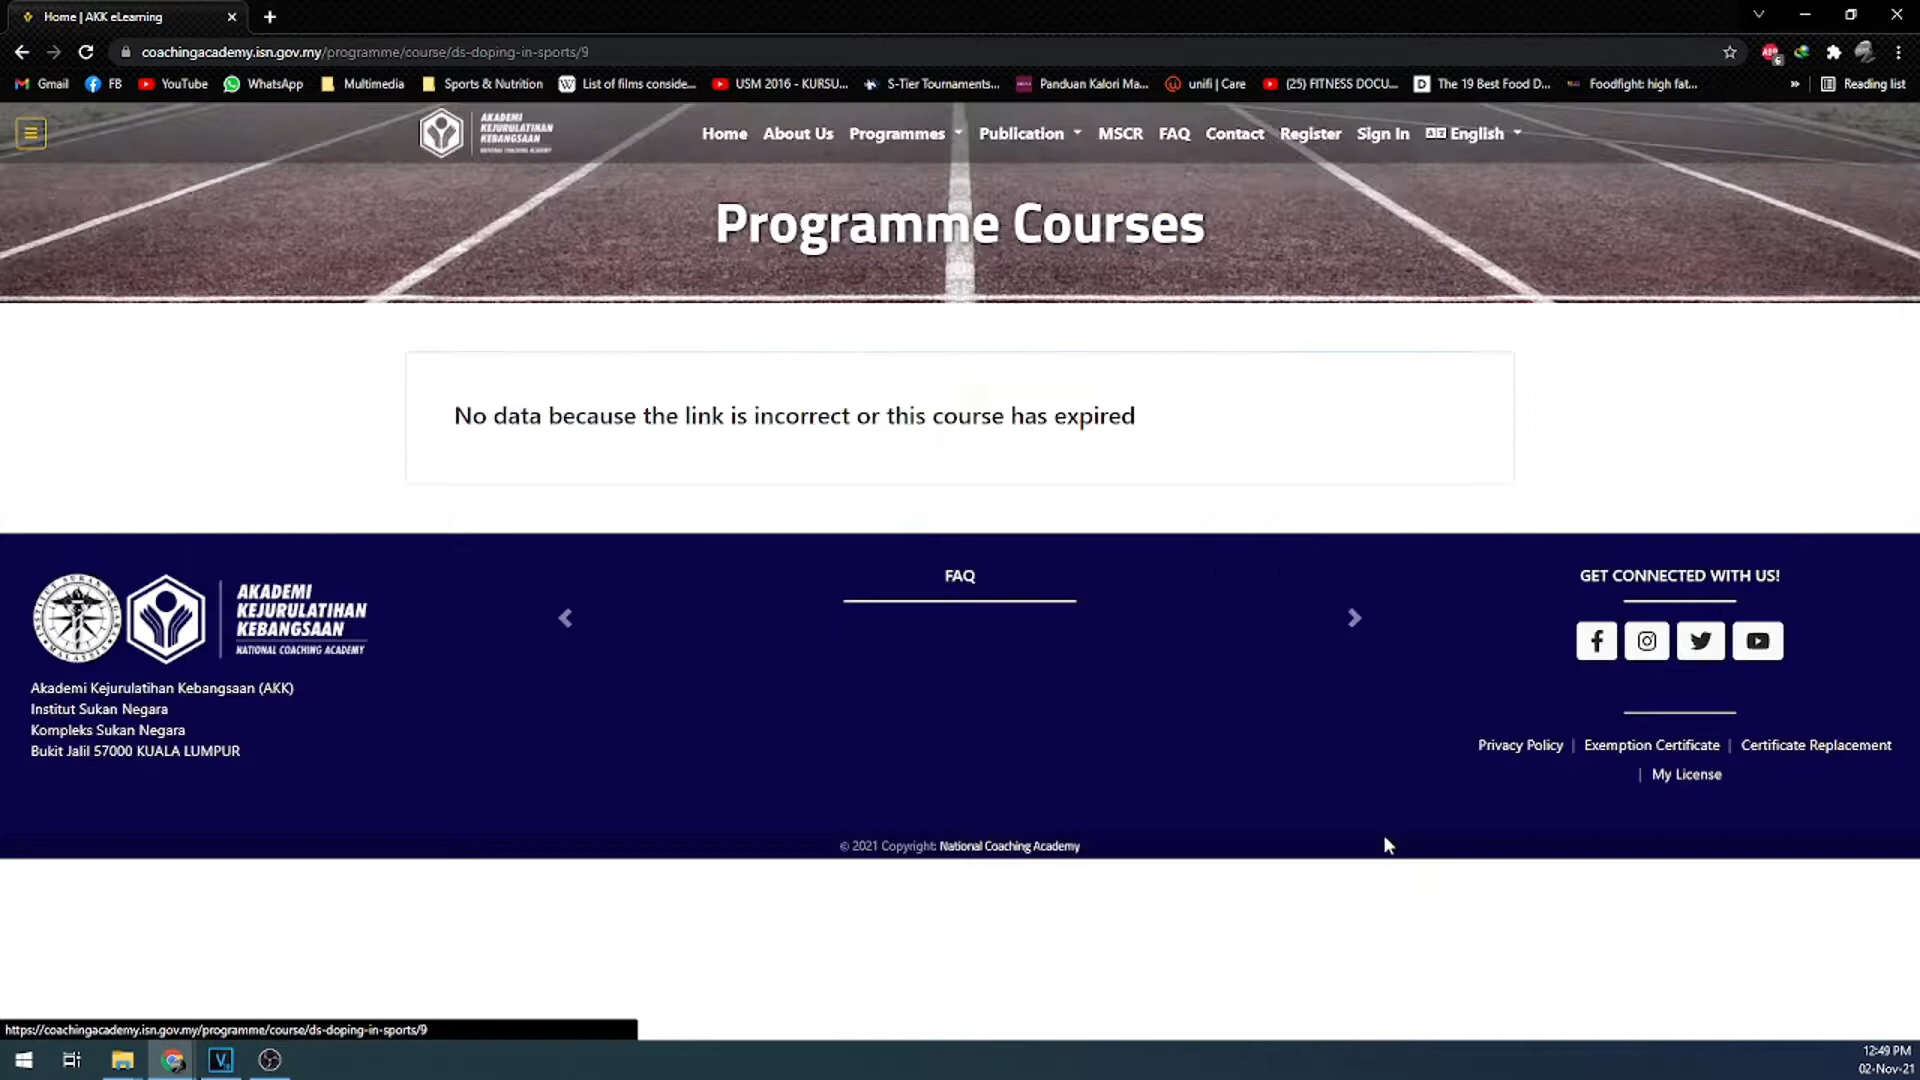 Home | AKK eLearning
coachingacademy.isn.gov.my/programme/course/ds-doping-in-sports/9
Gmail FB YouTube WhatsApp Multimedia Sports & Nutrition List of films conside... USM 2016 - KURSU... S-Tier Tournaments... Panduan Kalori Ma... unifi | Care (25) FITNESS DOCU... The 19 Best Food D... Foodfight: high fat... » Reading list
AKADEMI
KEJURULATIHAN
KEBANGSAAN
NATIONAL COACHING ACADEMY
Home About Us Programmes Publication MSCR FAQ Contact Register Sign In English
Programme Courses
No data because the link is incorrect or this course has expired
AKADEMI
KEJURULATIHAN
KEBANGSAAN
NATIONAL COACHING ACADEMY
Akademi Kejurulatihan Kebangsaan (AKK)
Institut Sukan Negara
Kompleks Sukan Negara
Bukit Jalil 57000 KUALA LUMPUR
FAQ
GET CONNECTED WITH US!
Privacy Policy | Exemption Certificate | Certificate Replacement
| My License
© 2021 Copyright: National Coaching Academy
https://coachingacademy.isn.gov.my/programme/course/ds-doping-in-sports/9
12:49 PM
02-Nov-21